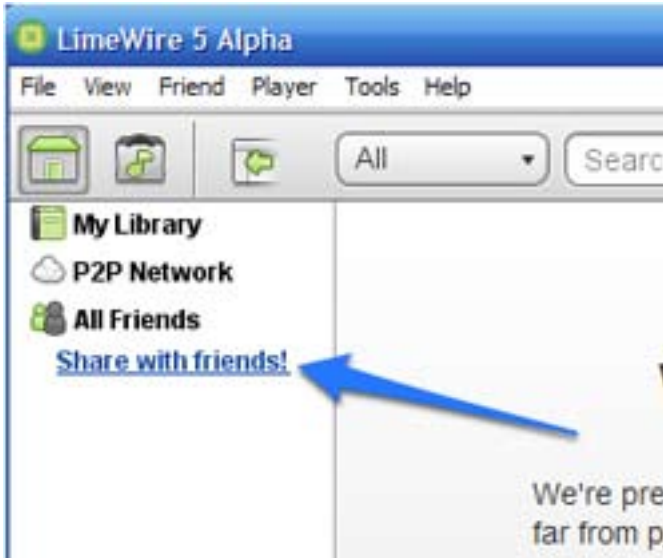 LimeWire 5 Alpha
File View Friend Player Tools Help
All Searc
My Library
P2P Network
All Friends
Share with friends!
We're pre
far from p